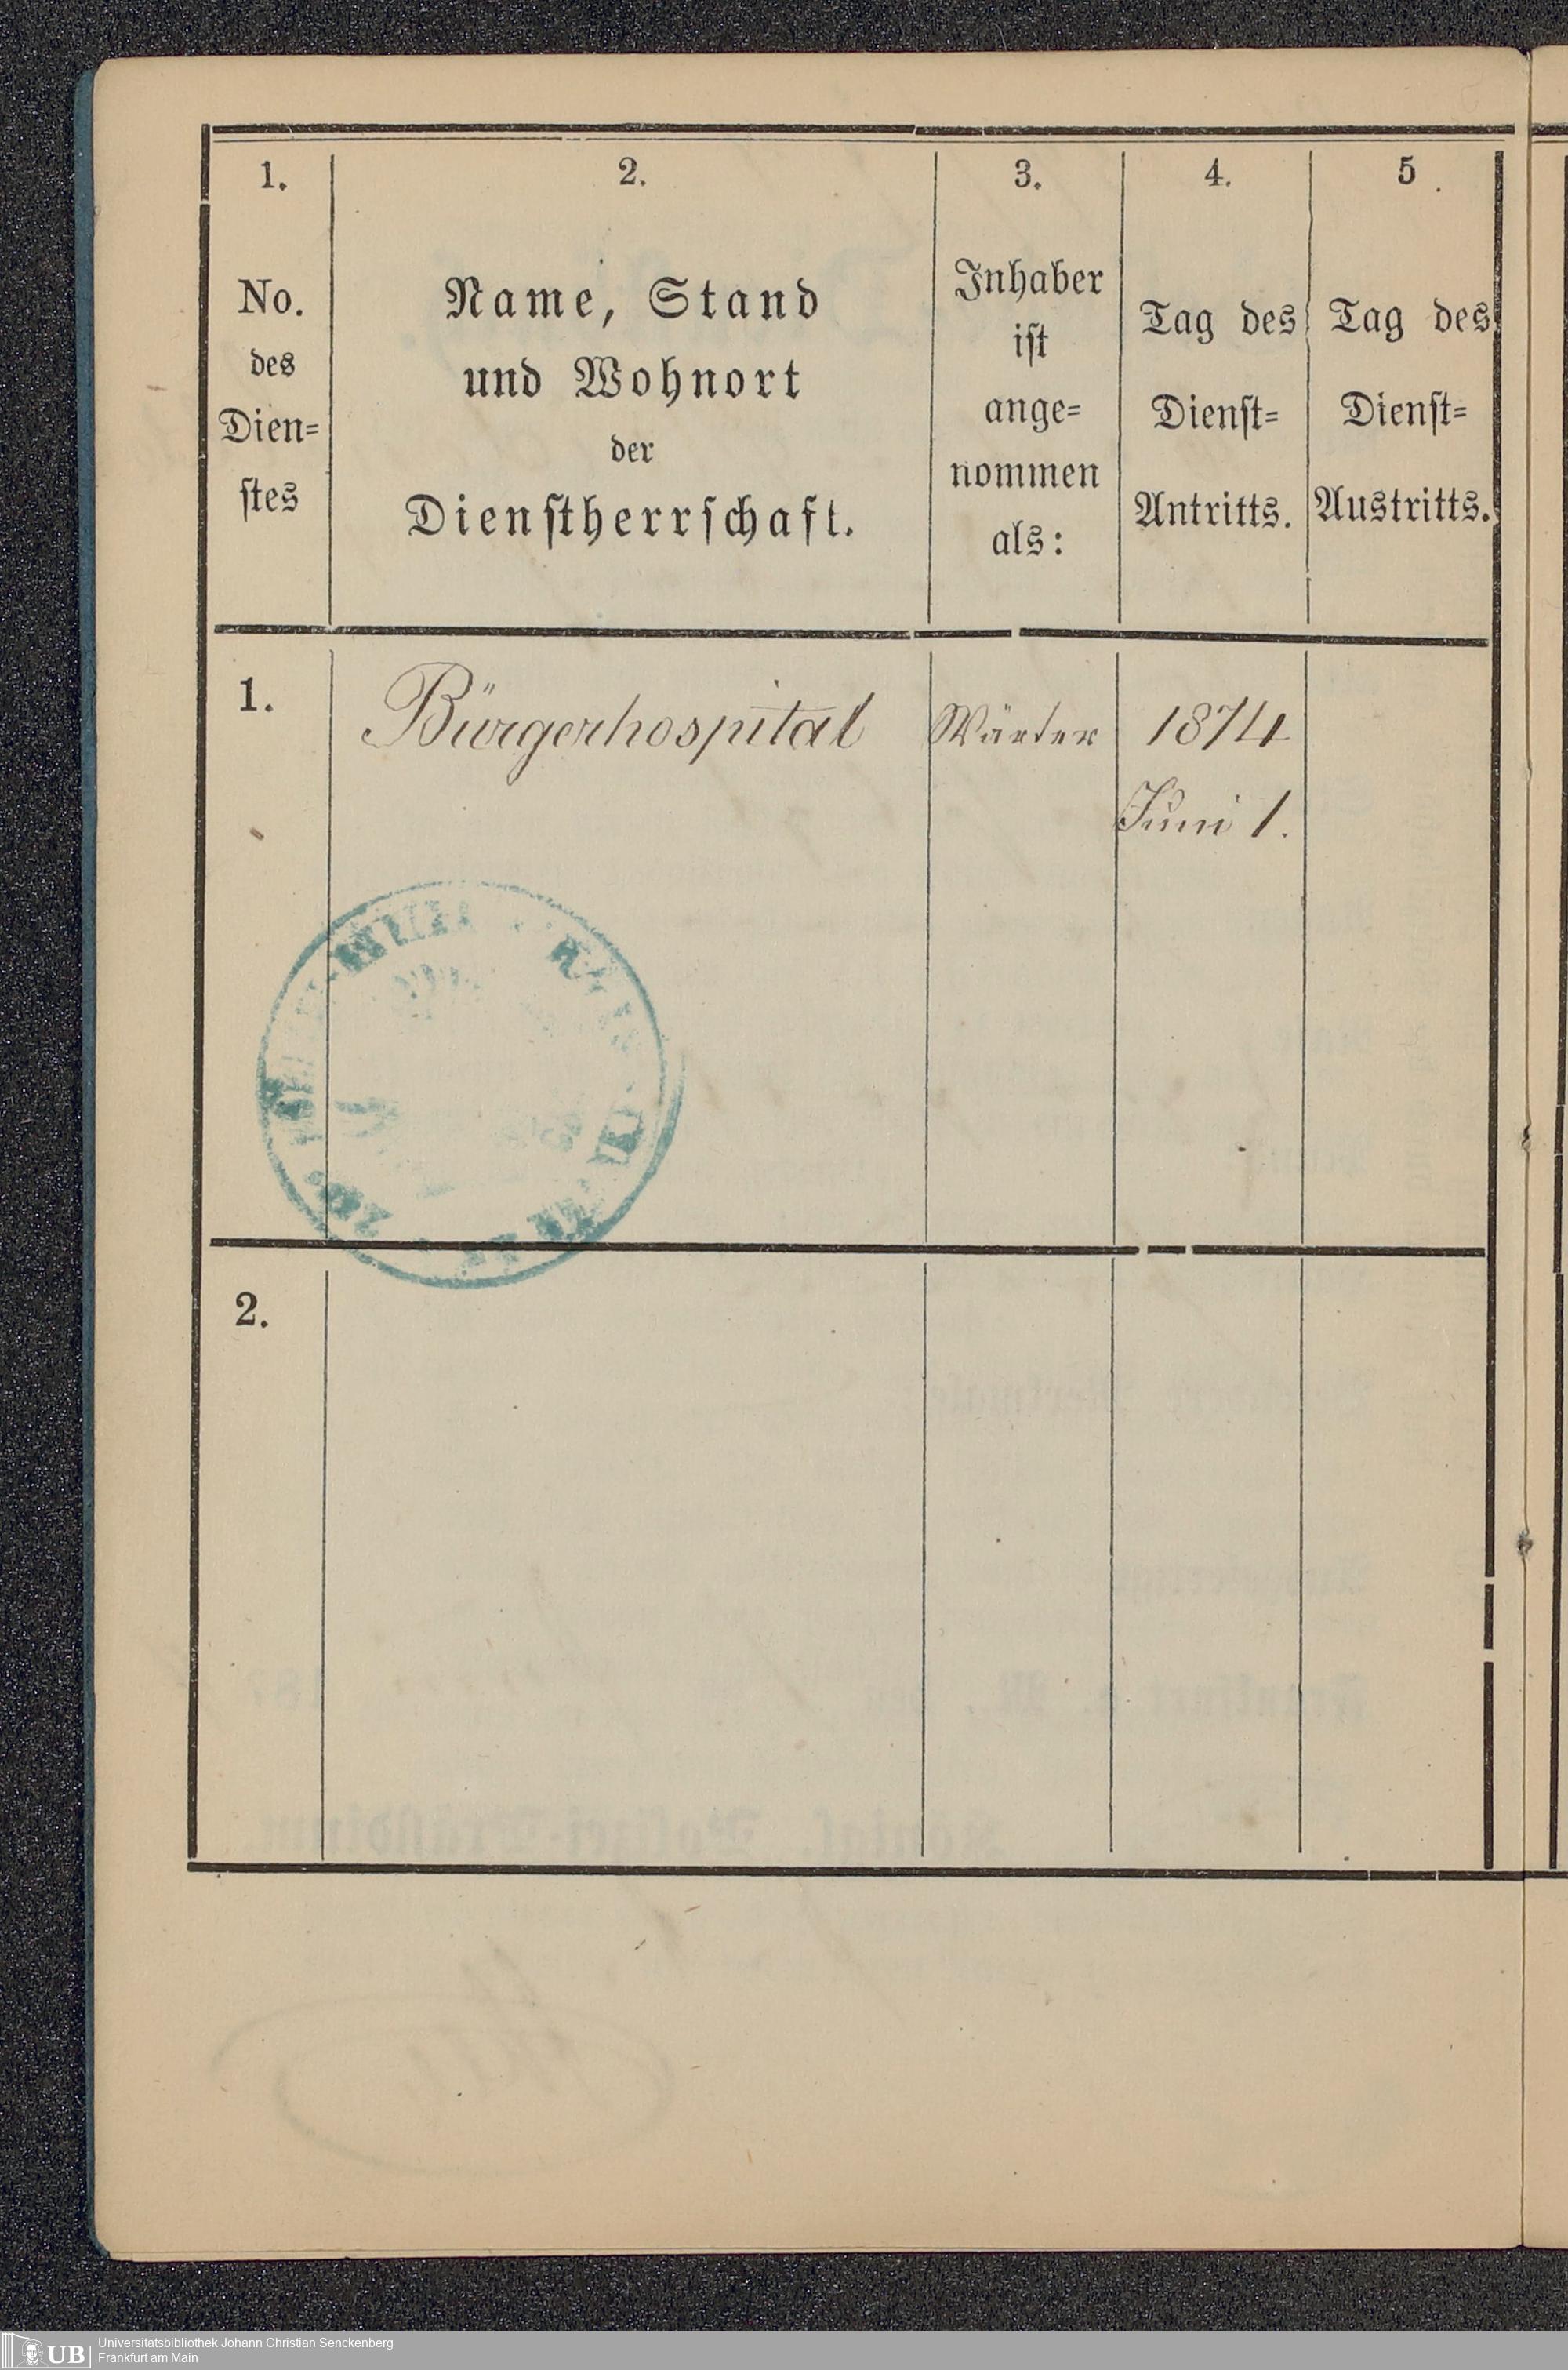 1. 2. 3. 4. 5.
No.
des
Dien=
stes
Name, Stand
und Wohnort
der
Dienstherrschaft.
Inhaber
ist
ange=
nommen
als:
Tag des
Dienst=
Antritts.
Tag des
Dienst=
Austritts.
1. Bürgerhospital Wärter 1874
Juni 1.
2.
UB
Universitätsbibliothek Johann Christian Senckenberg
Frankfurt am Main